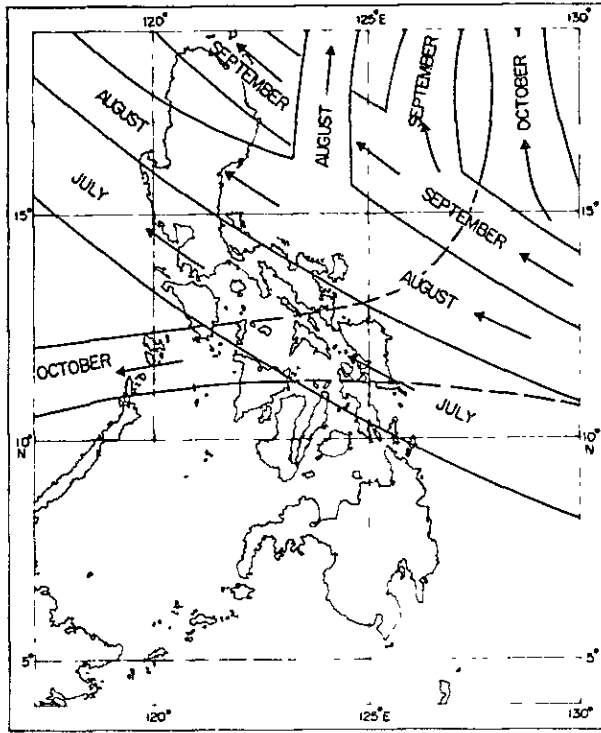 120°
125°E
130°
SEPTEMBER
AUGUST
AUGUST
SEPTEMBER
OCTOBER
JULY
15°
15°
SEPTEMBER
AUGUST
OCTOBER
JULY
10°
N
10°
N
5°
5°
120°
125°E
130°